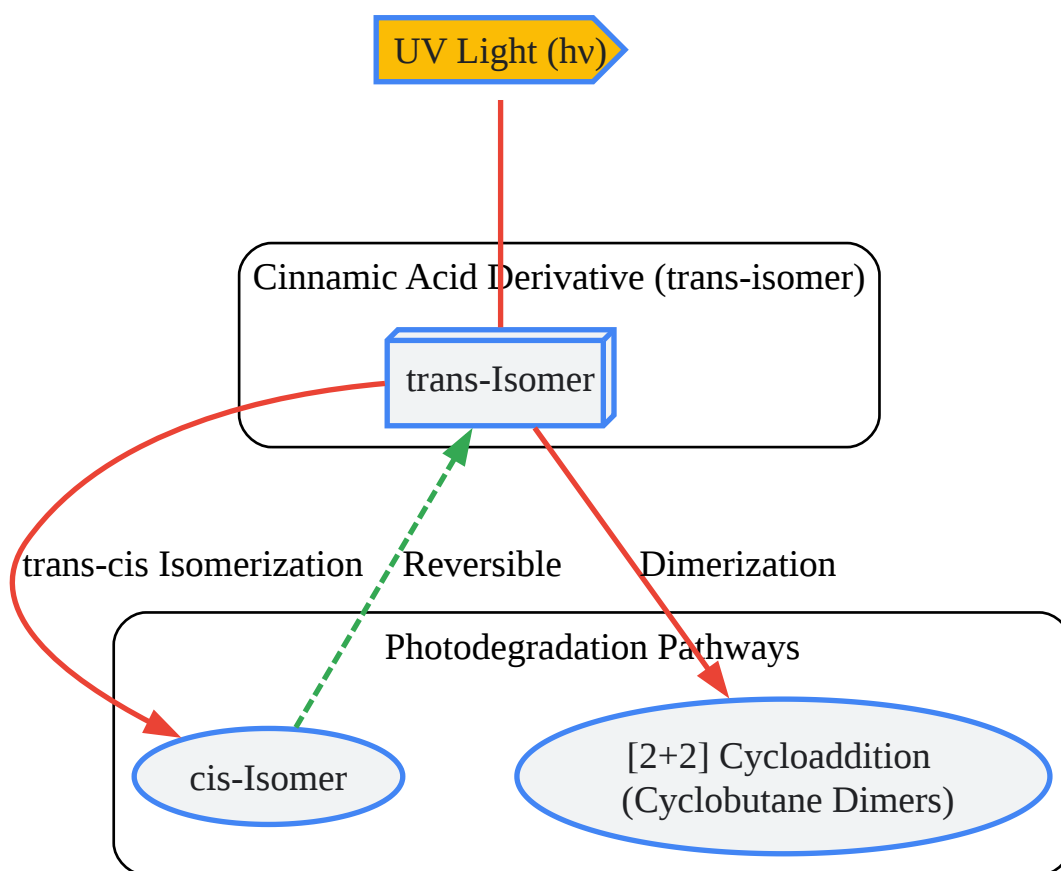 UV Light (hν)
Cinnamic Acid Derivative (trans-isomer)
trans-Isomer
trans-cis Isomerization
Reversible
Dimerization
Photodegradation Pathways
cis-Isomer
[2+2] Cycloaddition
(Cyclobutane Dimers)